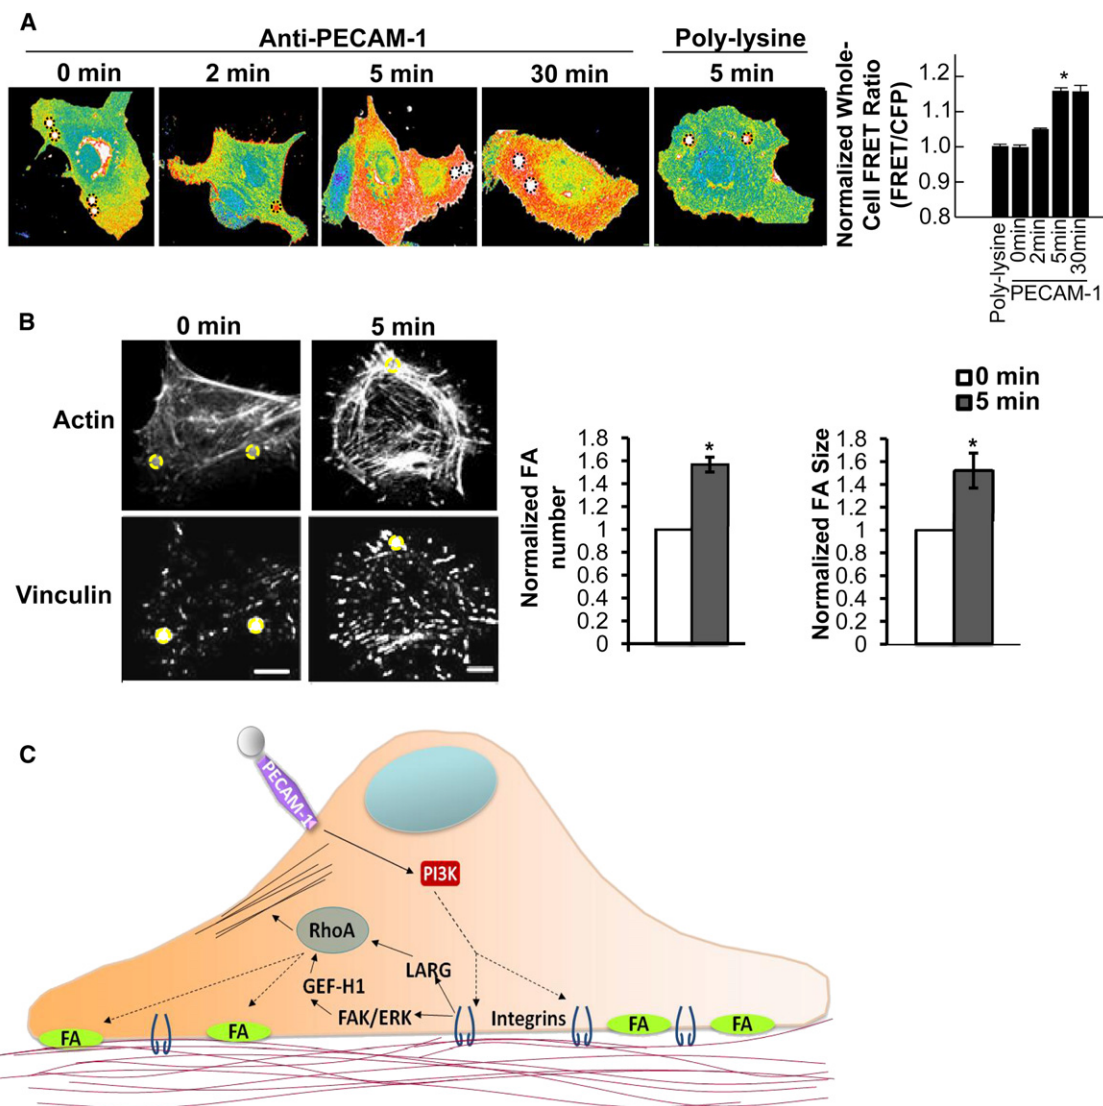 A
Anti-PECAM-1
Poly-lysine
0 min
2 min
5 min
30 min
5 min
Normalized Whole-
Cell FRET Ratio
(FRET/CFP)
1.2
1.1
1.0
0.9
0.8
*
Poly-lysine
0min
2min
5min
30min
PECAM-1
B
0 min
5 min
Actin
Vinculin
0 min
5 min
Normalized FA
number
1.8
1.6
1.4
1.2
1
0.8
0.6
0.4
0.2
0
*
Normalized FA Size
1.8
1.6
1.4
1.2
1
0.8
0.6
0.4
0.2
0
*
C
PECAM-1
PI3K
RhoA
LARG
GEF-H1
FAK/ERK
Integrins
FA
FA
FA
FA